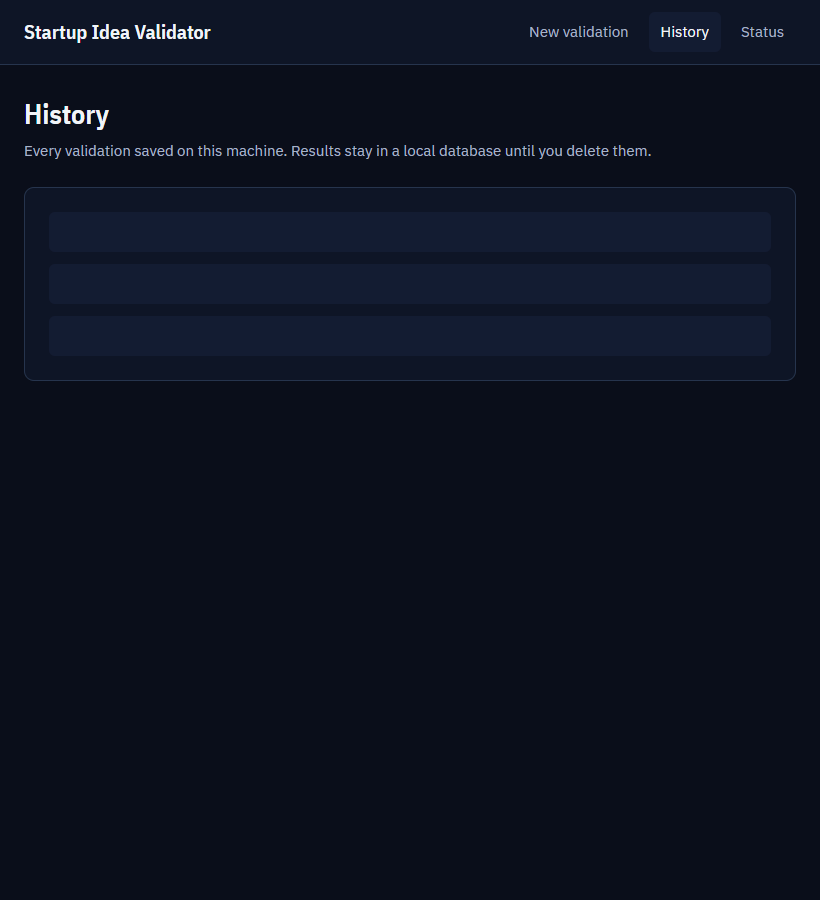 Startup Idea Validator
New validation
History
Status
History
Every validation saved on this machine. Results stay in a local database until you delete them.